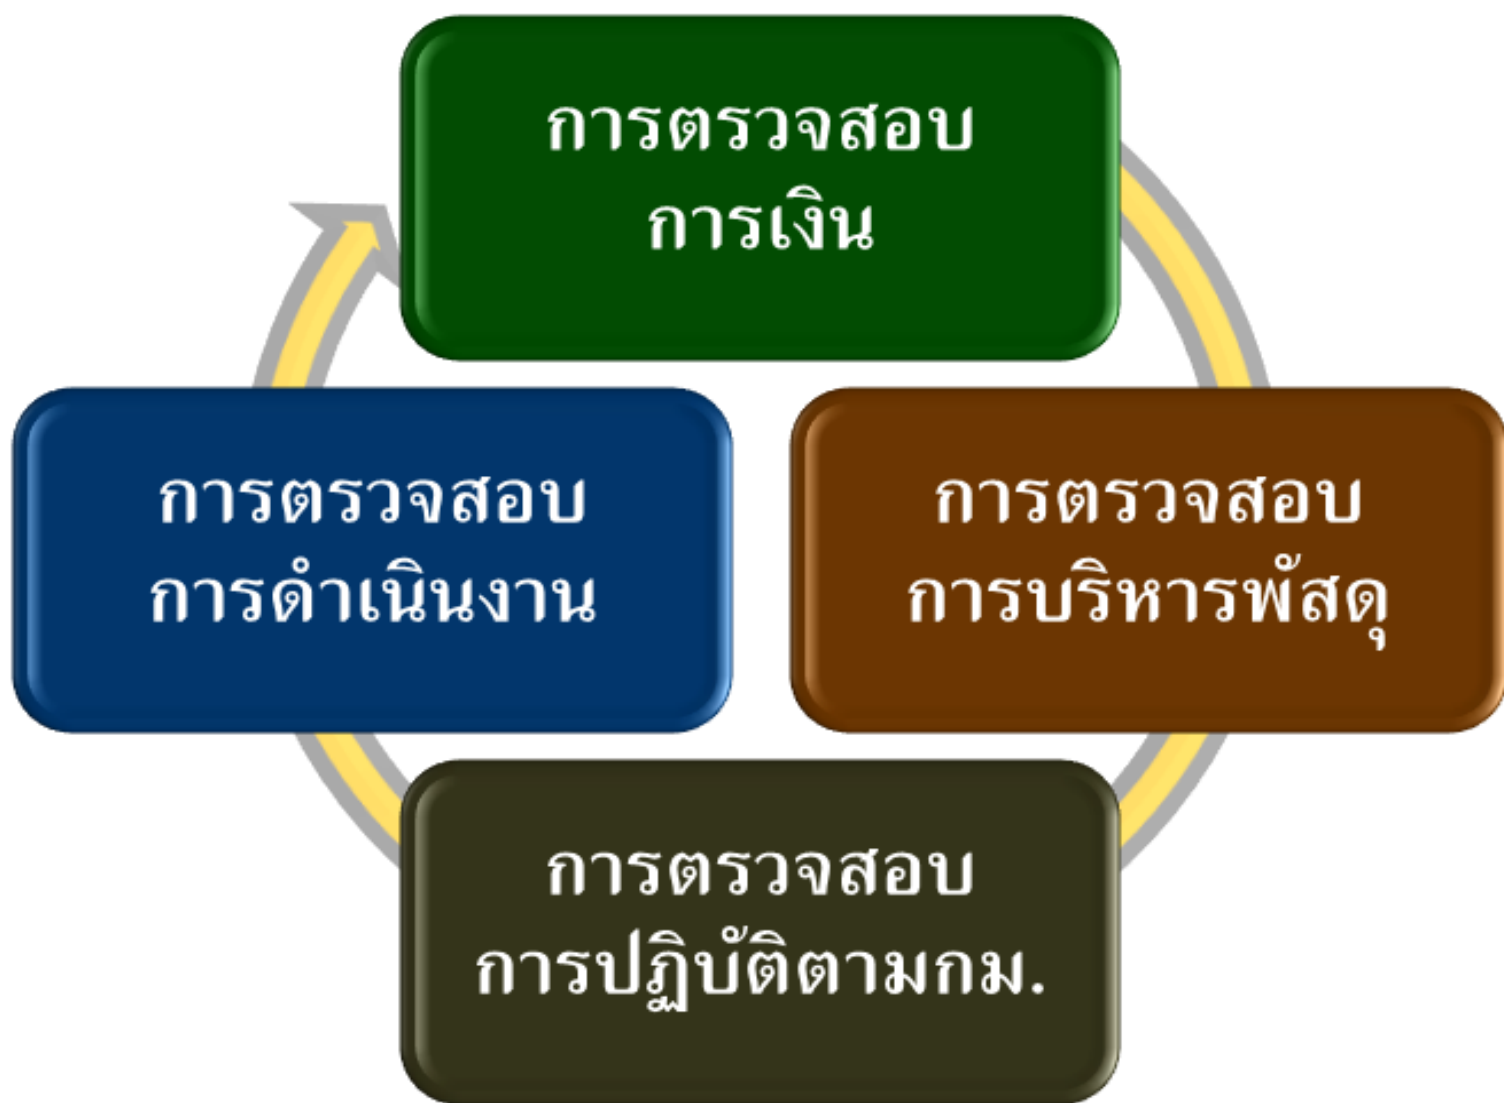 การตรวจสอบ
การเงิน
การตรวจสอบ
การดำเนินงาน
การตรวจสอบ
การบริหารพัสดุ
การตรวจสอบ
การปฏิบัติตามกม.